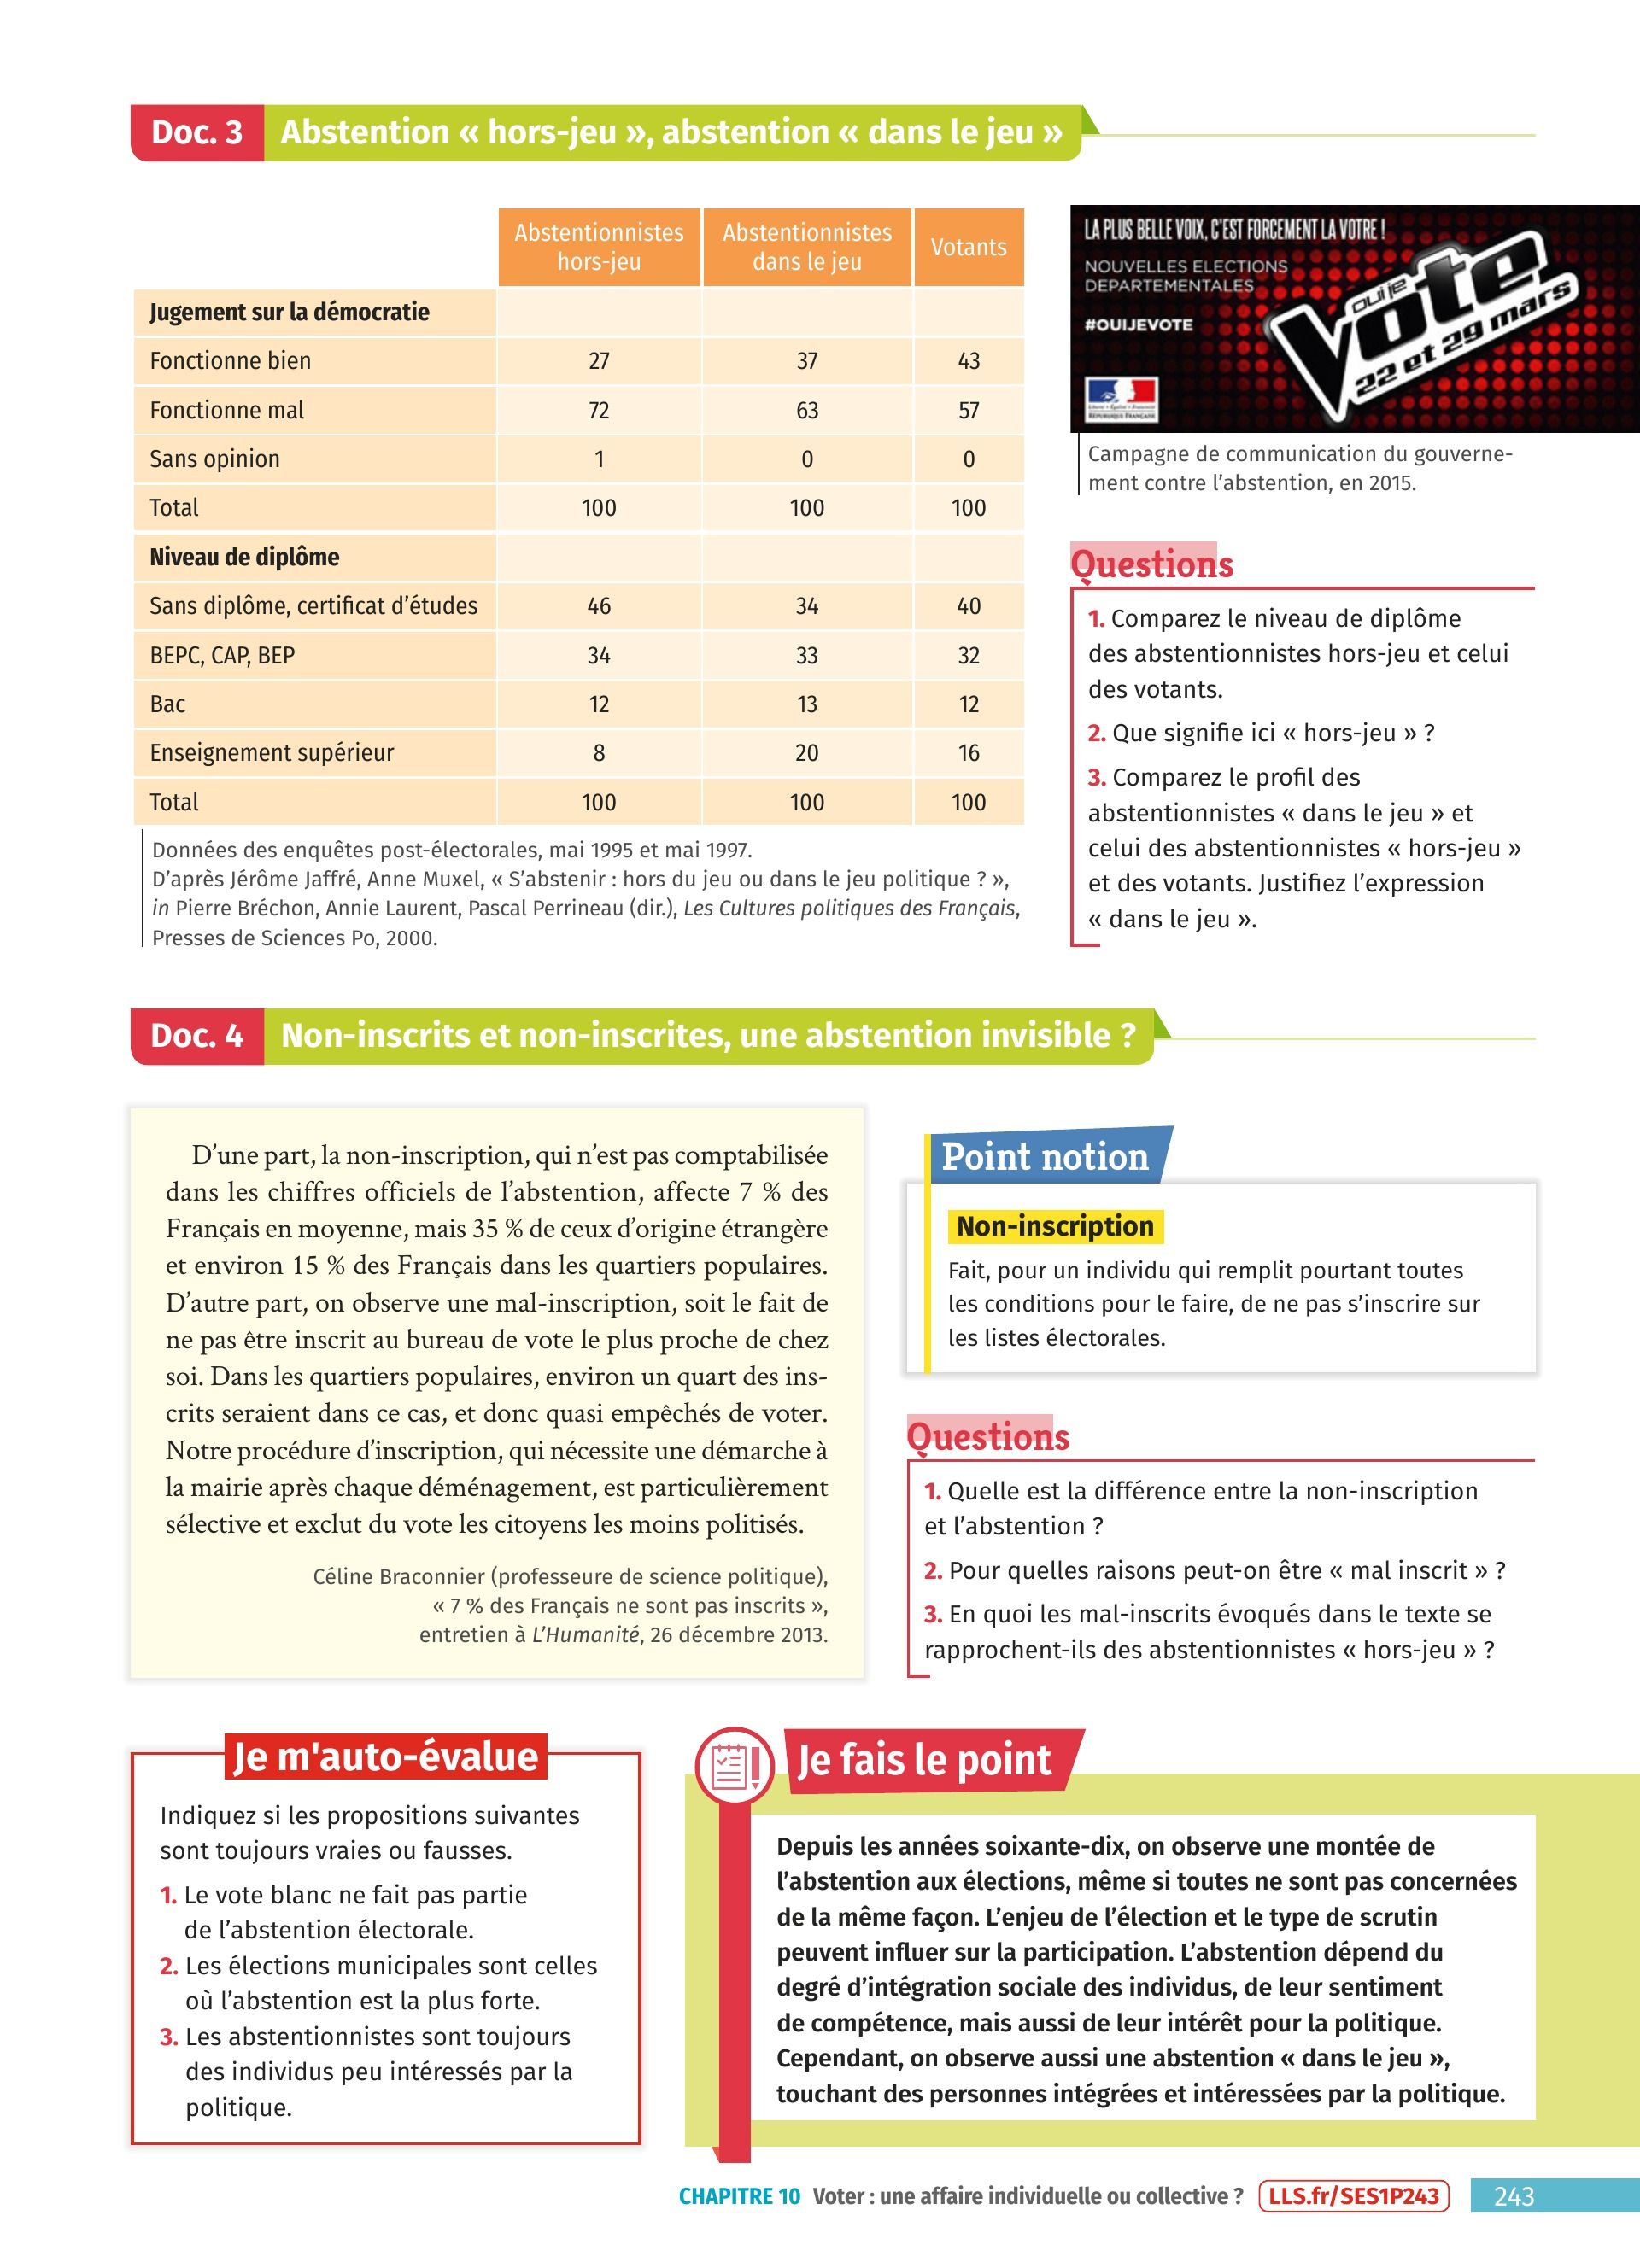 Doc. 3 Abstention « hors-jeu », abstention « dans le jeu »
Abstentionnistes hors-jeu Abstentionnistes dans le jeu Votants
Jugement sur la démocratie
Fonctionne bien 27 37 43
Fonctionne mal 72 63 57
Sans opinion 1 0 0
Total 100 100 100
Niveau de diplôme
Sans diplôme, certificat d’études 46 34 40
BEPC, CAP, BEP 34 33 32
Bac 12 13 12
Enseignement supérieur 8 20 16
Total 100 100 100
Données des enquêtes post-électorales, mai 1995 et mai 1997.
D’après Jérôme Jaffré, Anne Muxel, « S’abstenir : hors du jeu ou dans le jeu politique ? »,
in Pierre Bréchon, Annie Laurent, Pascal Perrineau (dir.), Les Cultures politiques des Français,
Presses de Sciences Po, 2000.
LA PLUS BELLE VOIX, C'EST FORCEMENT LA VOTRE !
NOUVELLES ELECTIONS
DEPARTEMENTALES
#OUIJEVOTE
oui je
Vote
22 et 29 mars
Liberté • Égalité • Fraternité
RÉPUBLIQUE FRANÇAISE
Campagne de communication du gouverne-
ment contre l’abstention, en 2015.
Questions
1. Comparez le niveau de diplôme
des abstentionnistes hors-jeu et celui
des votants.
2. Que signifie ici « hors-jeu » ?
3. Comparez le profil des
abstentionnistes « dans le jeu » et
celui des abstentionnistes « hors-jeu »
et des votants. Justifiez l’expression
« dans le jeu ».
Doc. 4 Non-inscrits et non-inscrites, une abstention invisible ?
D’une part, la non-inscription, qui n’est pas comptabilisée
dans les chiffres officiels de l’abstention, affecte 7 % des
Français en moyenne, mais 35 % de ceux d’origine étrangère
et environ 15 % des Français dans les quartiers populaires.
D’autre part, on observe une mal-inscription, soit le fait de
ne pas être inscrit au bureau de vote le plus proche de chez
soi. Dans les quartiers populaires, environ un quart des ins-
crits seraient dans ce cas, et donc quasi empêchés de voter.
Notre procédure d’inscription, qui nécessite une démarche à
la mairie après chaque déménagement, est particulièrement
sélective et exclut du vote les citoyens les moins politisés.
Céline Braconnier (professeure de science politique),
« 7 % des Français ne sont pas inscrits »,
entretien à L’Humanité, 26 décembre 2013.
Point notion
Non-inscription
Fait, pour un individu qui remplit pourtant toutes
les conditions pour le faire, de ne pas s’inscrire sur
les listes électorales.
Questions
1. Quelle est la différence entre la non-inscription
et l’abstention ?
2. Pour quelles raisons peut-on être « mal inscrit » ?
3. En quoi les mal-inscrits évoqués dans le texte se
rapprochent-ils des abstentionnistes « hors-jeu » ?
Je m'auto-évalue
Indiquez si les propositions suivantes
sont toujours vraies ou fausses.
1. Le vote blanc ne fait pas partie
de l’abstention électorale.
2. Les élections municipales sont celles
où l’abstention est la plus forte.
3. Les abstentionnistes sont toujours
des individus peu intéressés par la
politique.
Je fais le point
Depuis les années soixante-dix, on observe une montée de
l’abstention aux élections, même si toutes ne sont pas concernées
de la même façon. L’enjeu de l’élection et le type de scrutin
peuvent influer sur la participation. L’abstention dépend du
degré d’intégration sociale des individus, de leur sentiment
de compétence, mais aussi de leur intérêt pour la politique.
Cependant, on observe aussi une abstention « dans le jeu »,
touchant des personnes intégrées et intéressées par la politique.
CHAPITRE 10 Voter : une affaire individuelle ou collective ? LLS.fr/SES1P243 243